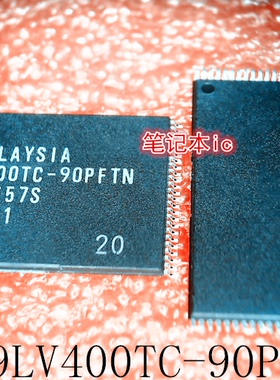 LAYSIA
00TC-90PFTN
57S
1
20
笔记本ic
9LV400TC-90P